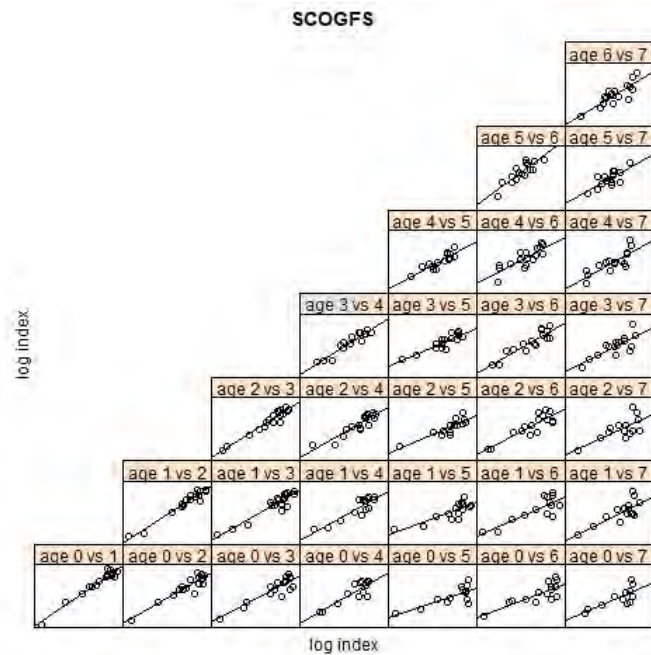 SCOGFS
age 6 vs 7
age 5 vs 6 age 5 vs 7
age 4 vs 5 age 4 vs 6 age 4 vs 7
age 3 vs 4 age 3 vs 5 age 3 vs 6 age 3 vs 7
log index
age 2 vs 3 age 2 vs 4 age 2 vs 5 age 2 vs 6 age 2 vs 7
age 1 vs 2 age 1 vs 3 age 1 vs 4 age 1 vs 5 age 1 vs 6 age 1 vs 7
age 0 vs 1 age 0 vs 2 age 0 vs 3 age 0 vs 4 age 0 vs 5 age 0 vs 6 age 0 vs 7
log index